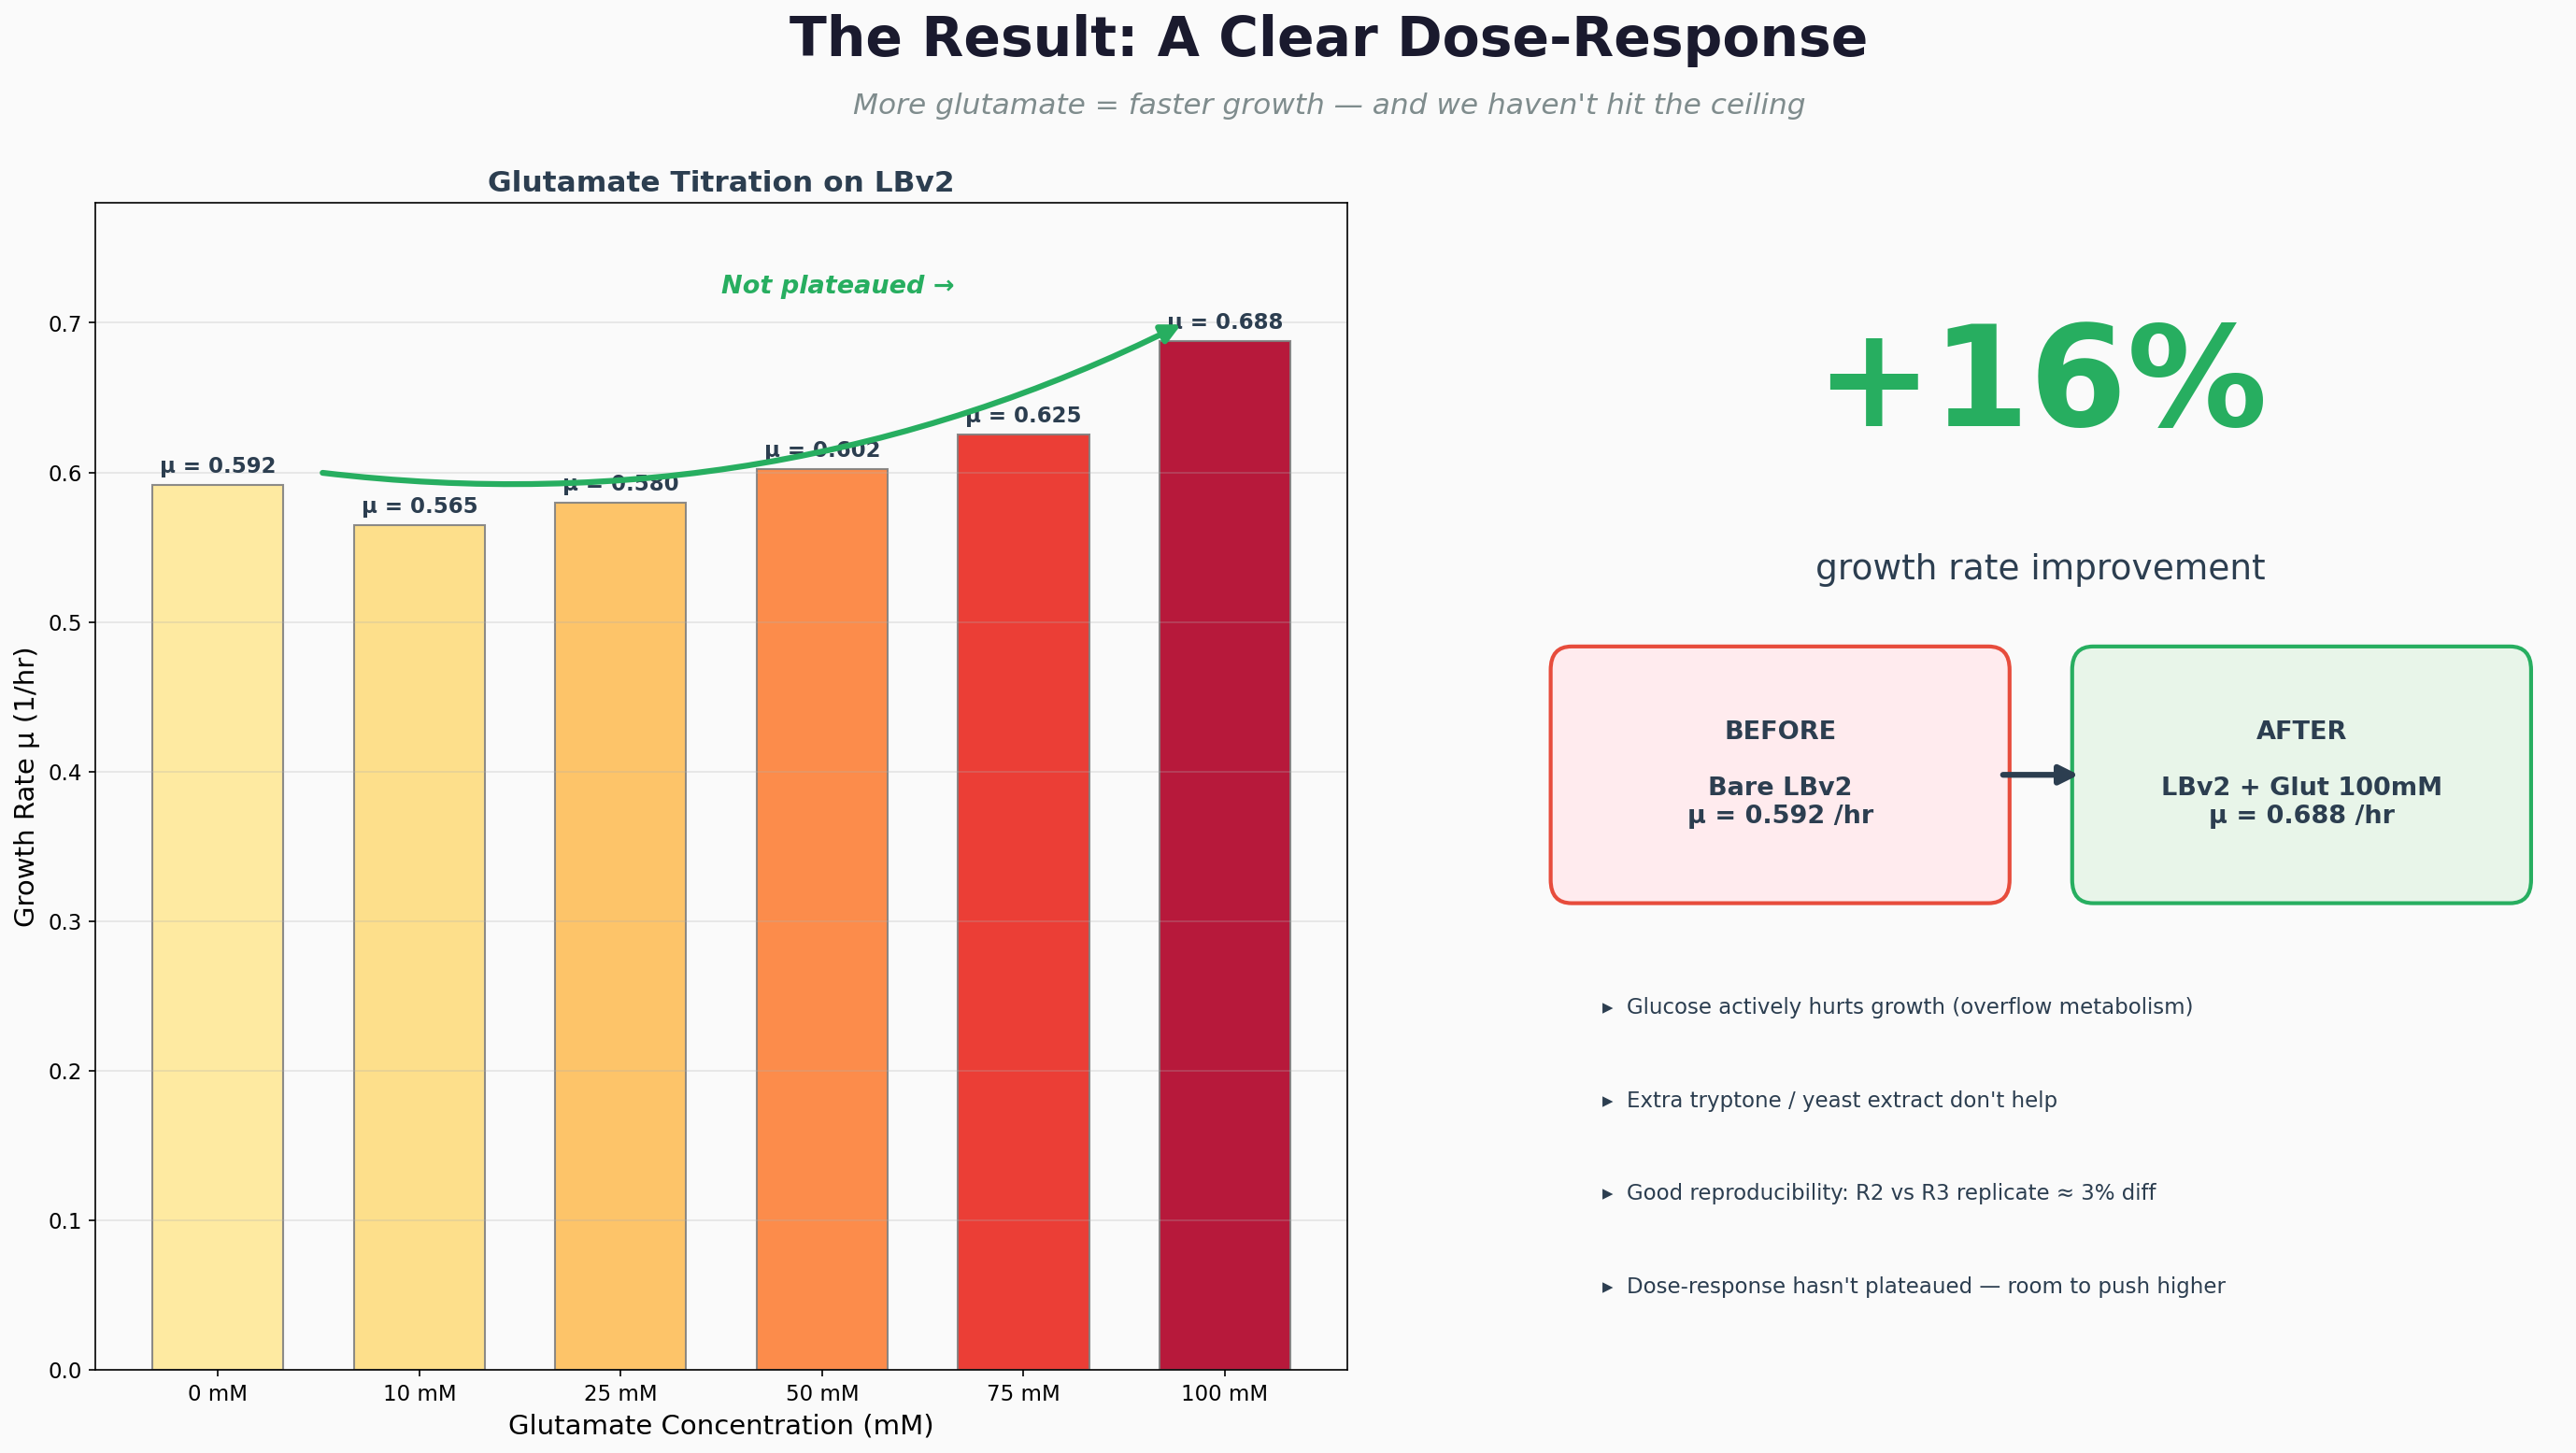 The Result: A Clear Dose-Response
More glutamate = faster growth — and we haven't hit the ceiling
Glutamate Titration on LBv2
Not plateaued →
μ = 0.592
μ = 0.565
μ = 0.580
μ = 0.602
μ = 0.625
μ = 0.688
Growth Rate μ (1/hr)
0.7
0.6
0.5
0.4
0.3
0.2
0.1
0.0
0 mM
10 mM
25 mM
50 mM
75 mM
100 mM
Glutamate Concentration (mM)
+16%
growth rate improvement
BEFORE
Bare LBv2
μ = 0.592 /hr
AFTER
LBv2 + Glut 100mM
μ = 0.688 /hr
▸ Glucose actively hurts growth (overflow metabolism)
▸ Extra tryptone / yeast extract don't help
▸ Good reproducibility: R2 vs R3 replicate ≈ 3% diff
▸ Dose-response hasn't plateaued — room to push higher